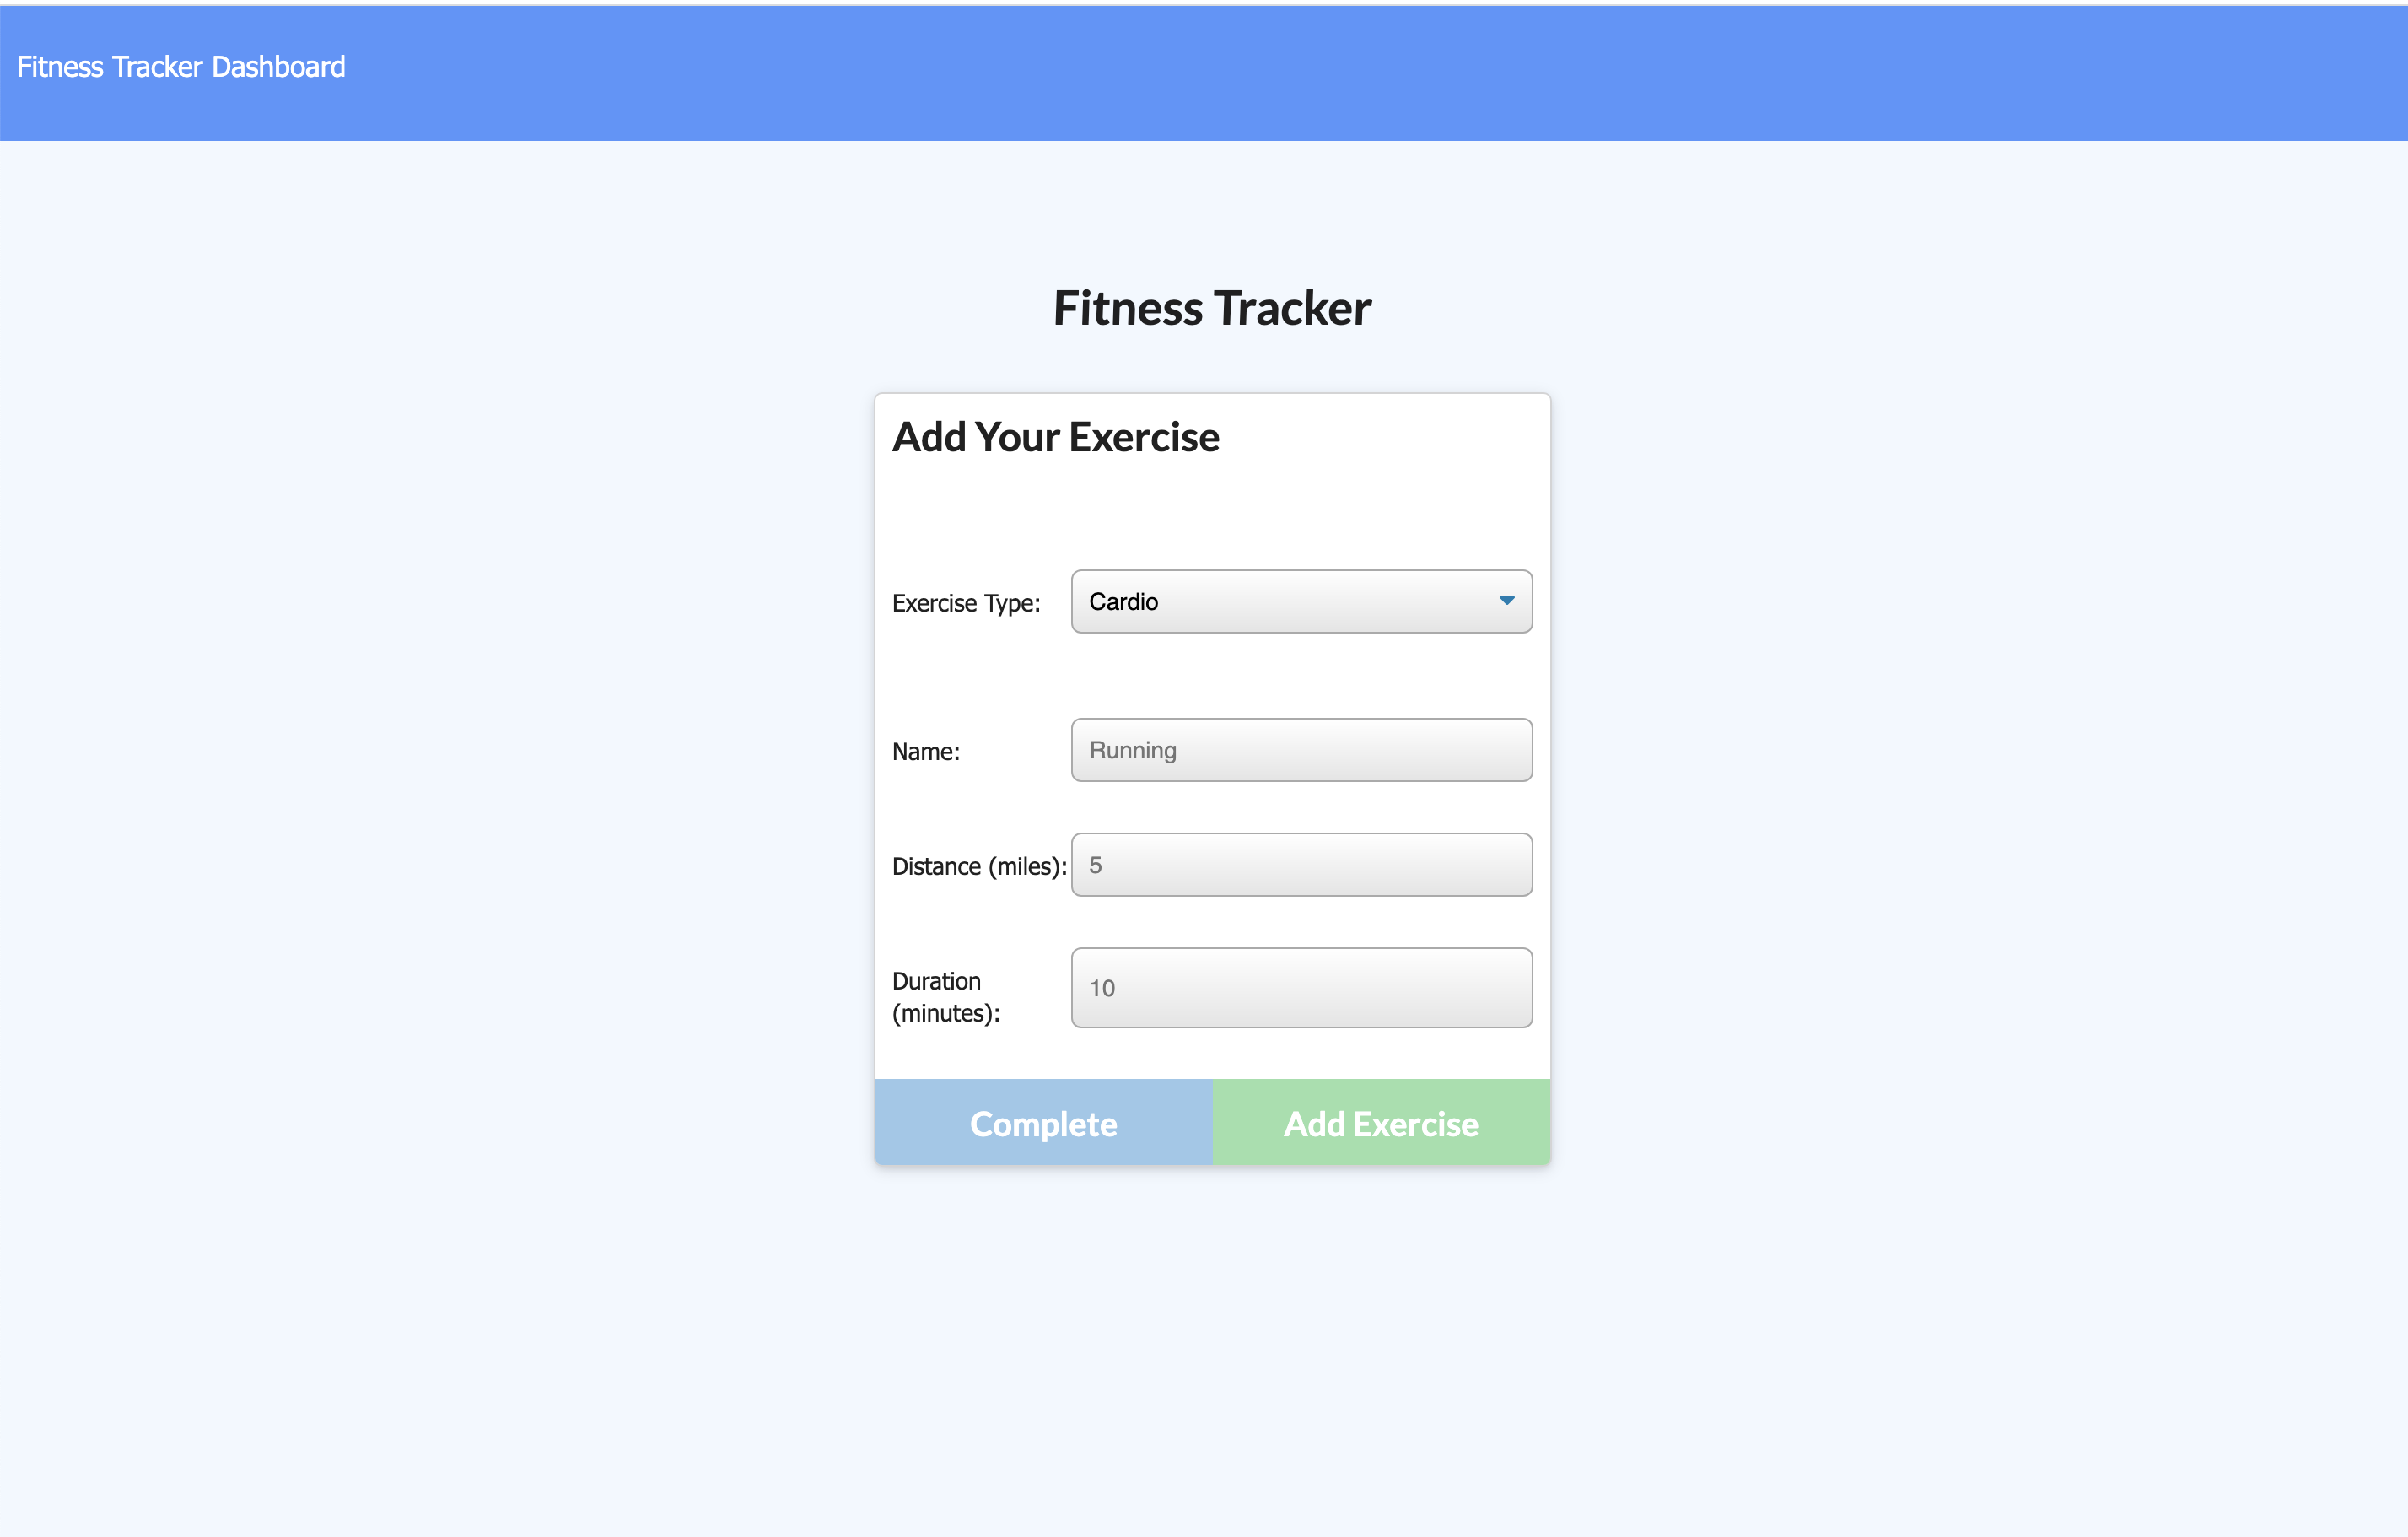 Fitness Tracker Dashboard
Fitness Tracker
Add Your Exercise
Exercise Type: Cardio
Name: Running
Distance (miles): 5
Duration
(minutes): 10
Complete Add Exercise